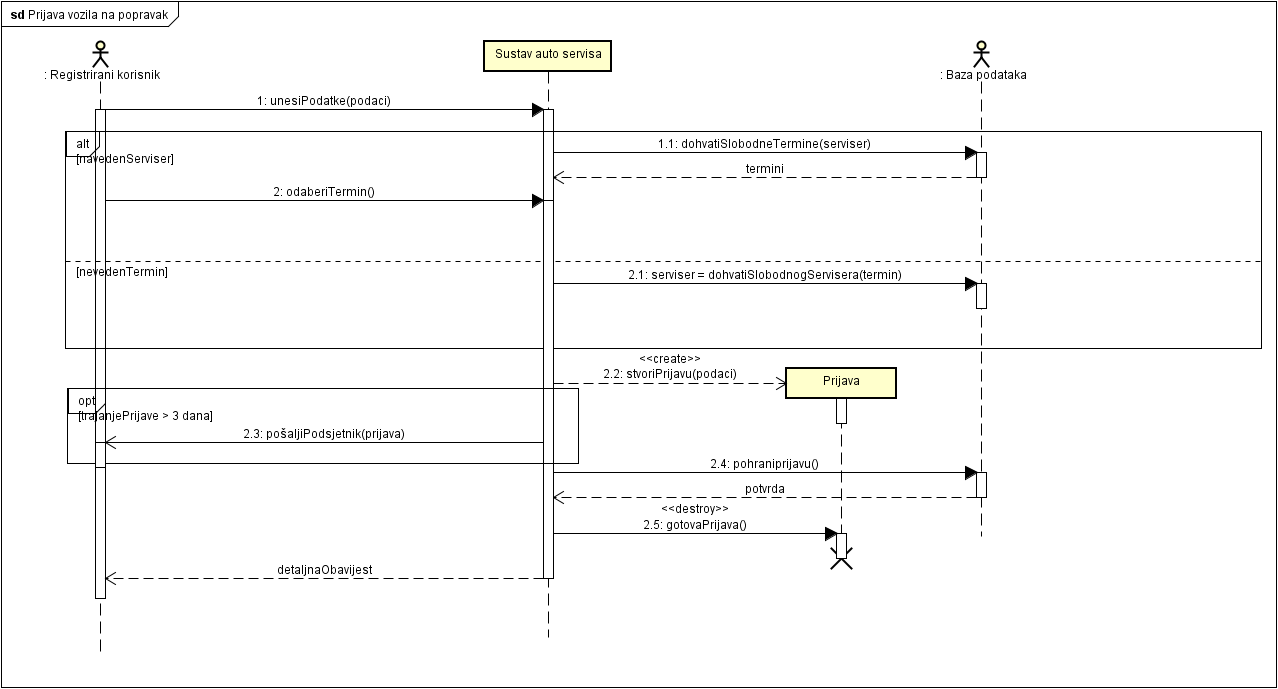 sd Prijava vozila na popravak
Sustav auto servisa
: Registrirani korisnik
: Baza podataka
1: unesiPodatke(podaci)
alt
[navedenServiser]
1.1: dohvatiSlobodneTermine(serviser)
termini
2: odaberiTermin()
[nevedenTermin]
2.1: serviser = dohvatiSlobodnogServisera(termin)
<<create>>
2.2: stvoriPrijavu(podaci)
Prijava
opt
[trajanjePrijave > 3 dana]
2.3: pošaljiPodsjetnik(prijava)
2.4: pohraniprijavu()
potvrda
<<destroy>>
2.5: gotovaPrijava()
detaljnaObavijest